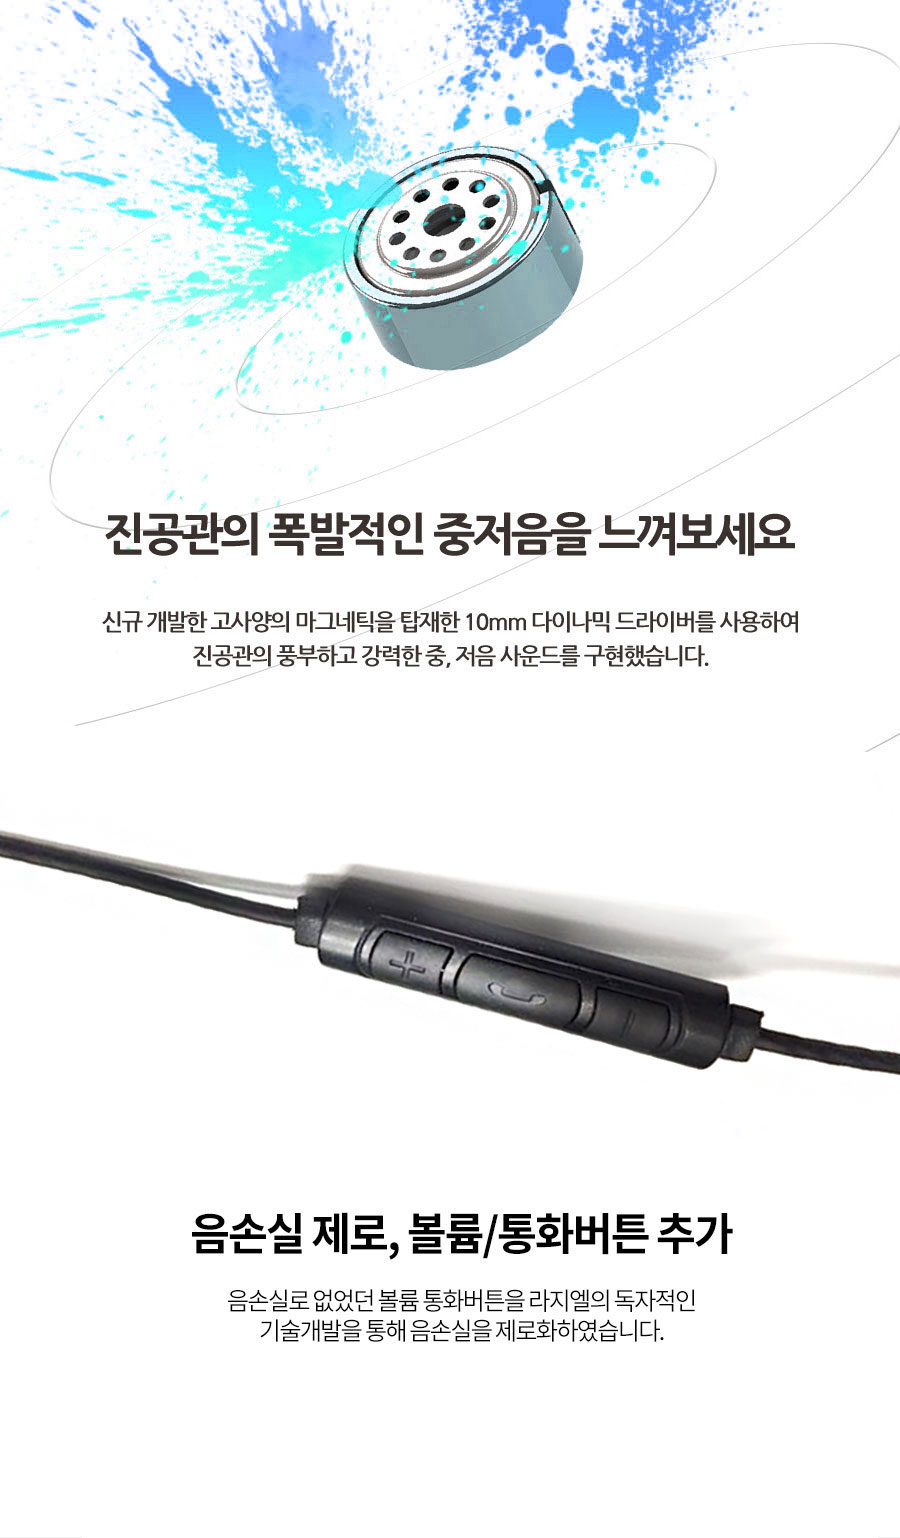 진공관의 폭발적인 중저음을 느껴보세요
신규 개발한 고사양의 마그네틱을 탑재한 10mm 다이나믹 드라이버를 사용하여
진공관의 풍부하고 강력한 중, 저음 사운드를 구현했습니다.
음손실 제로, 볼륨/통화버튼 추가
음손실로 없었던 볼륨 통화버튼을 라지엘의 독자적인
기술개발을 통해 음손실을 제로화하였습니다.